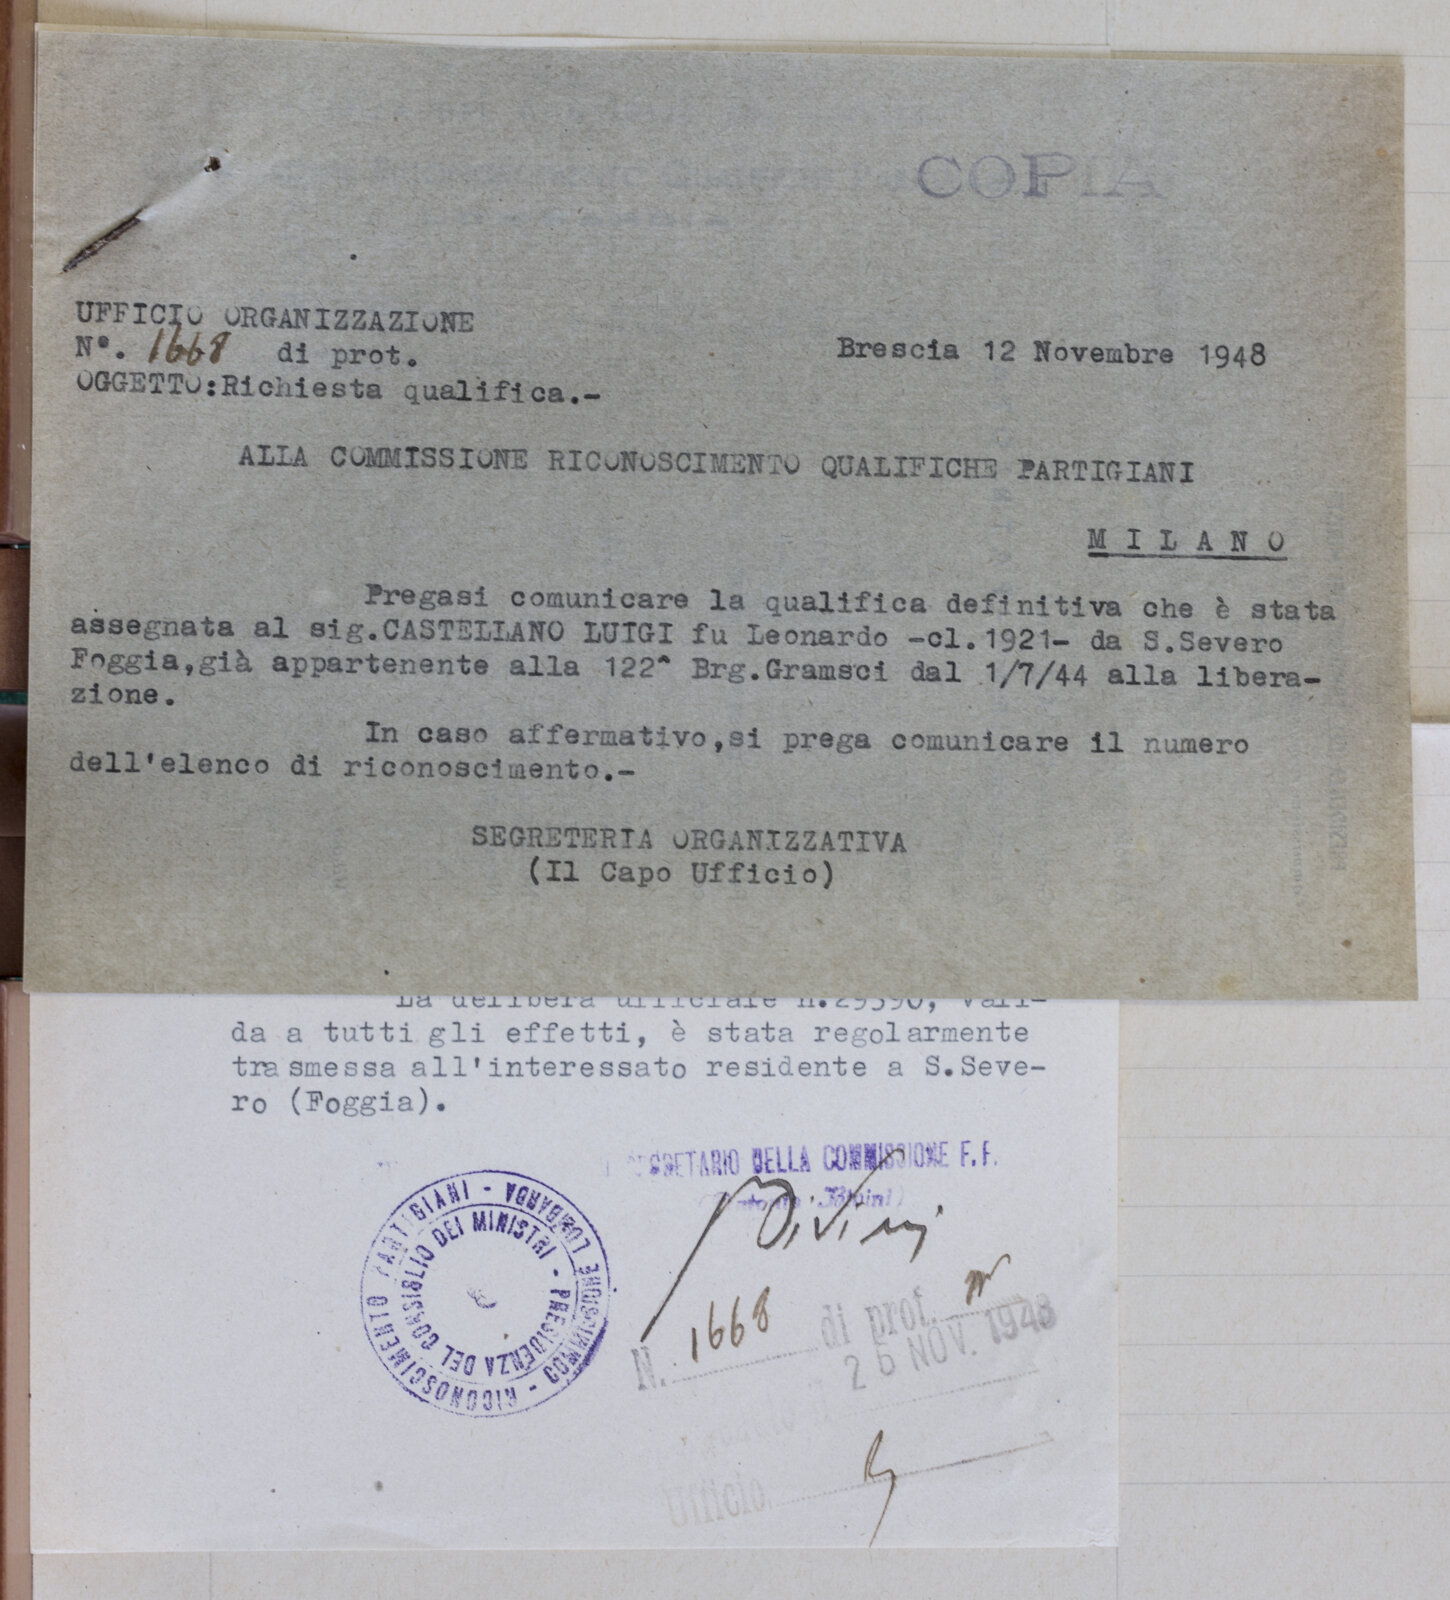 COPIA
UFFICIO ORGANIZZAZIONE
N°. 1668 di prot.
Brescia 12 Novembre 1948
OGGETTO:Richiesta qualifica.-
ALLA COMMISSIONE RICONOSCIMENTO QUALIFICHE PARTIGIANI
MILANO
Pregasi comunicare la qualifica definitiva che è stata
assegnata al sig.CASTELLANO LUIGI fu Leonardo -cl.1921- da S.Severo
Foggia,già appartenente alla 122^ Brg.Gramsci dal 1/7/44 alla libera-
zione.
In caso affermativo,si prega comunicare il numero
dell'elenco di riconoscimento.-
SEGRETERIA ORGANIZZATIVA
(Il Capo Ufficio)
La delibera ufficiale n.29590, vali-
da a tutti gli effetti, è stata regolarmente
trasmessa all'interessato residente a S.Seve-
ro (Foggia).
SEGRETARIO DELLA COMMISSIONE F. F.
RICONOSCIMENTO PARTIGIANI - COMMISSIONE LOMBARDA
PRESIDENZA DEL CONSIGLIO DEI MINISTRI
N. 1668 di prot.
26 NOV. 1948
Ufficio